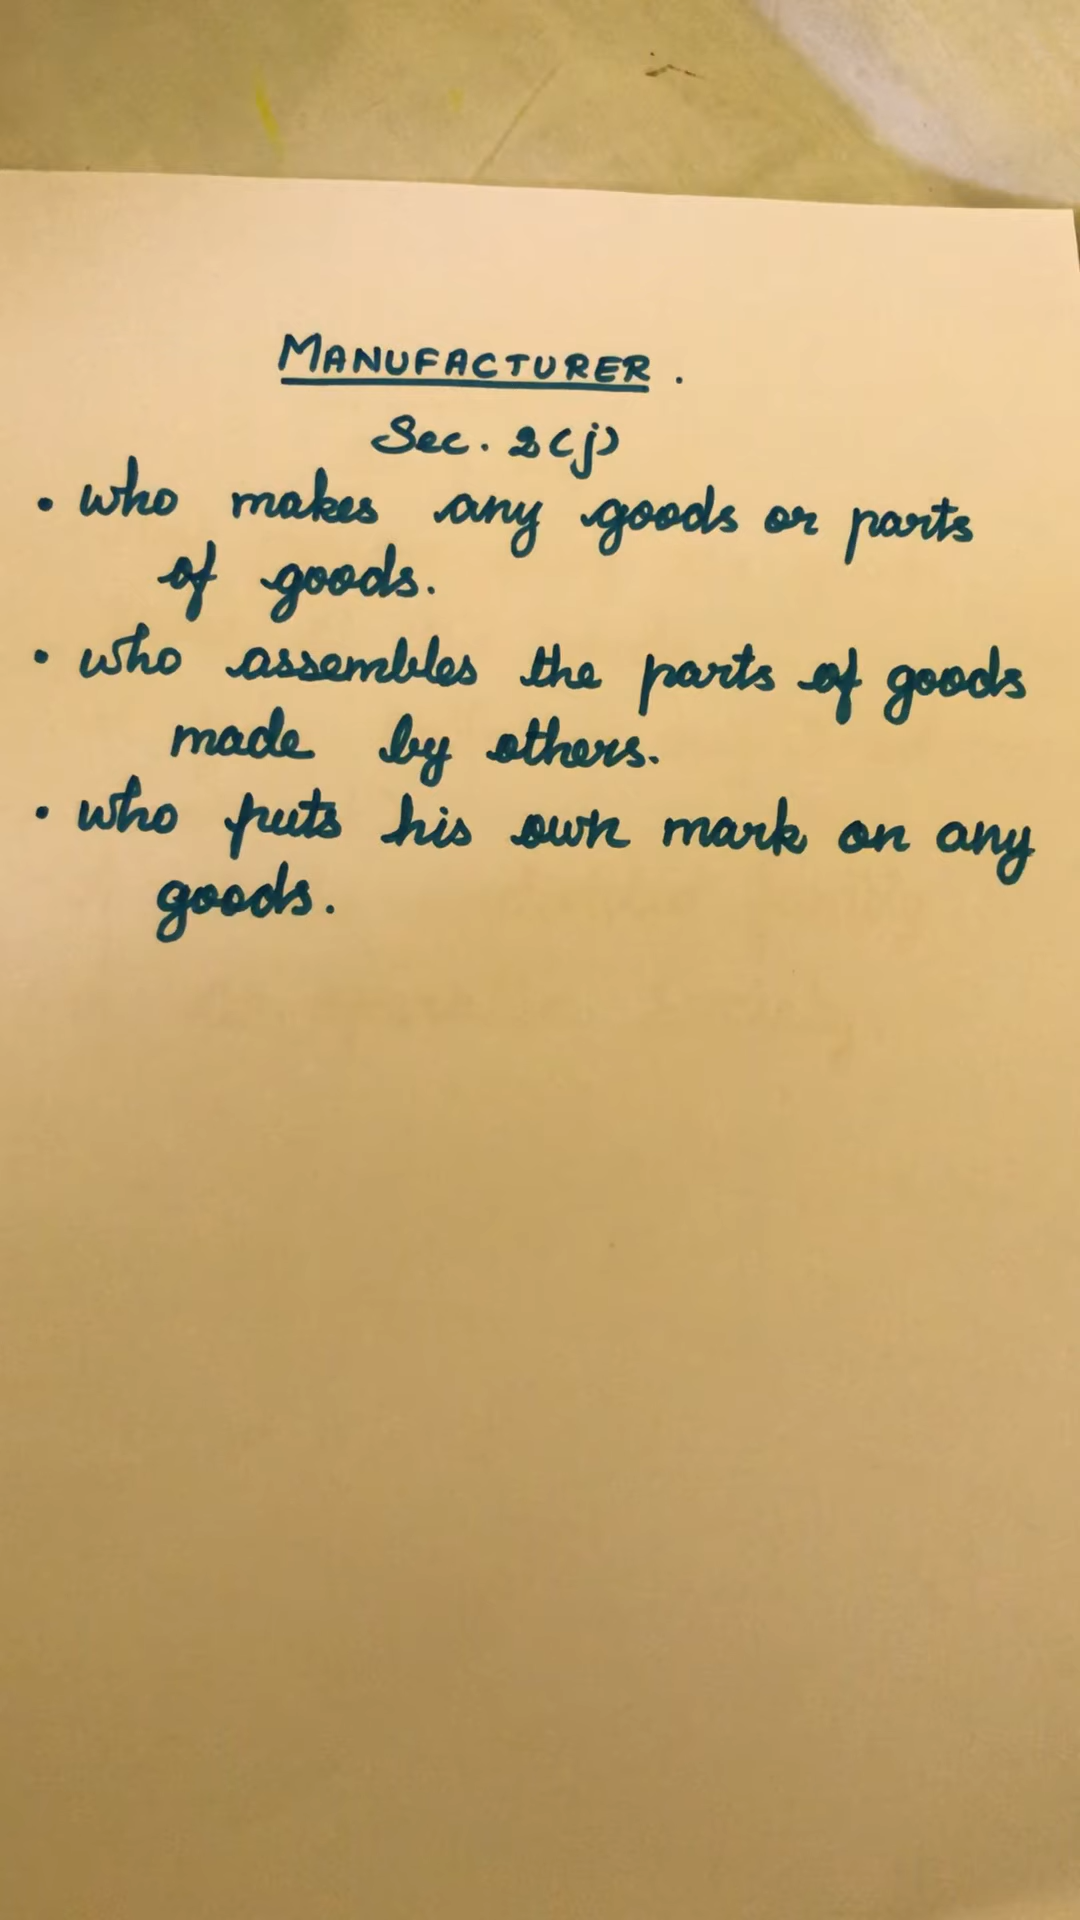 MANUFACTURER.
Sec. 2(j)
• who makes any goods or parts
of goods.
• who assembles the parts of goods
made by others.
• who puts his own mark on any
goods.